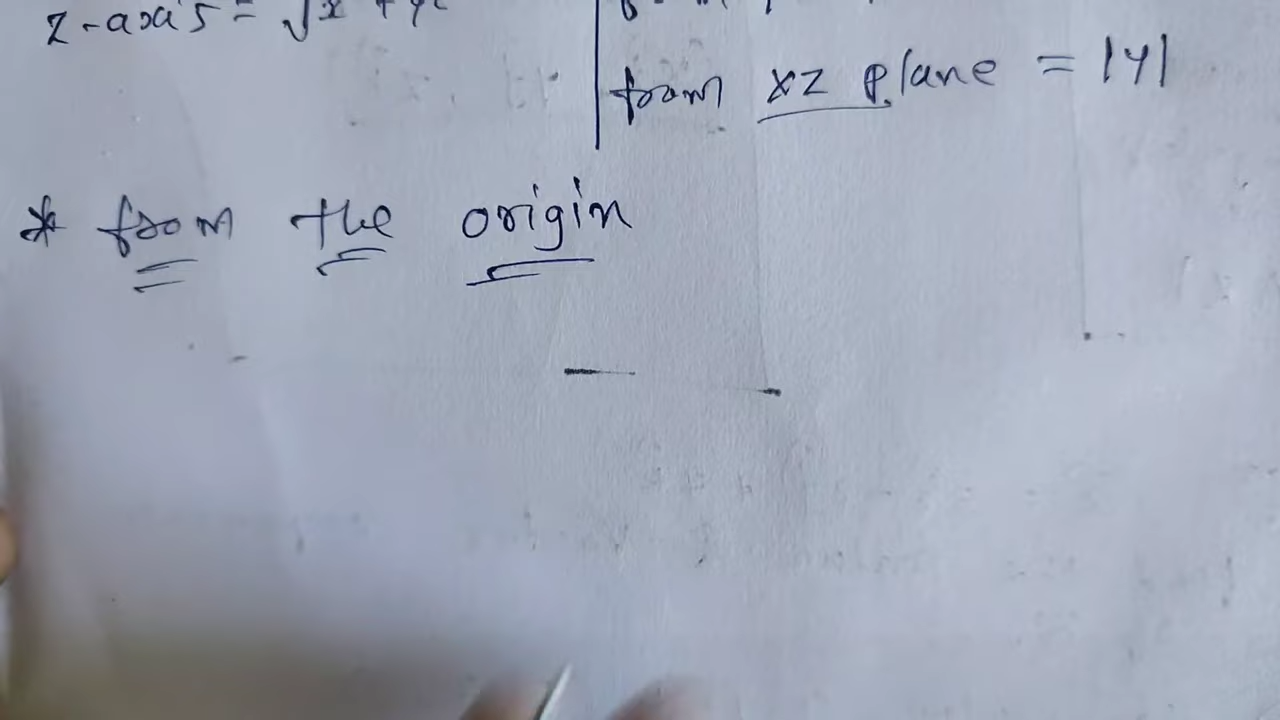 z-axis = √x² + y²
from xz plane = |y|
* from the origin